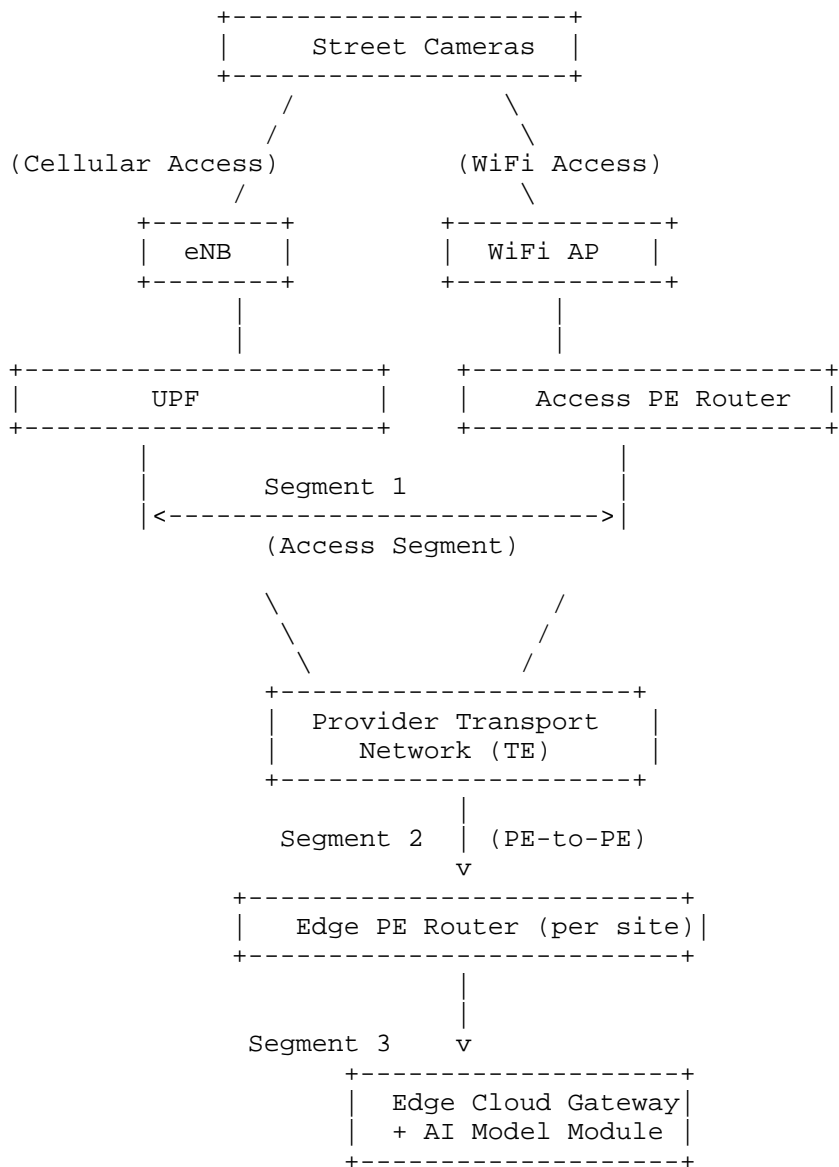 Street Cameras
(Cellular Access) (WiFi Access)
eNB WiFi AP
UPF Access PE Router
Segment 1
(Access Segment)
Provider Transport
Network (TE)
Segment 2 (PE-to-PE)
v
Edge PE Router (per site)
Segment 3 v
Edge Cloud Gateway
+ AI Model Module